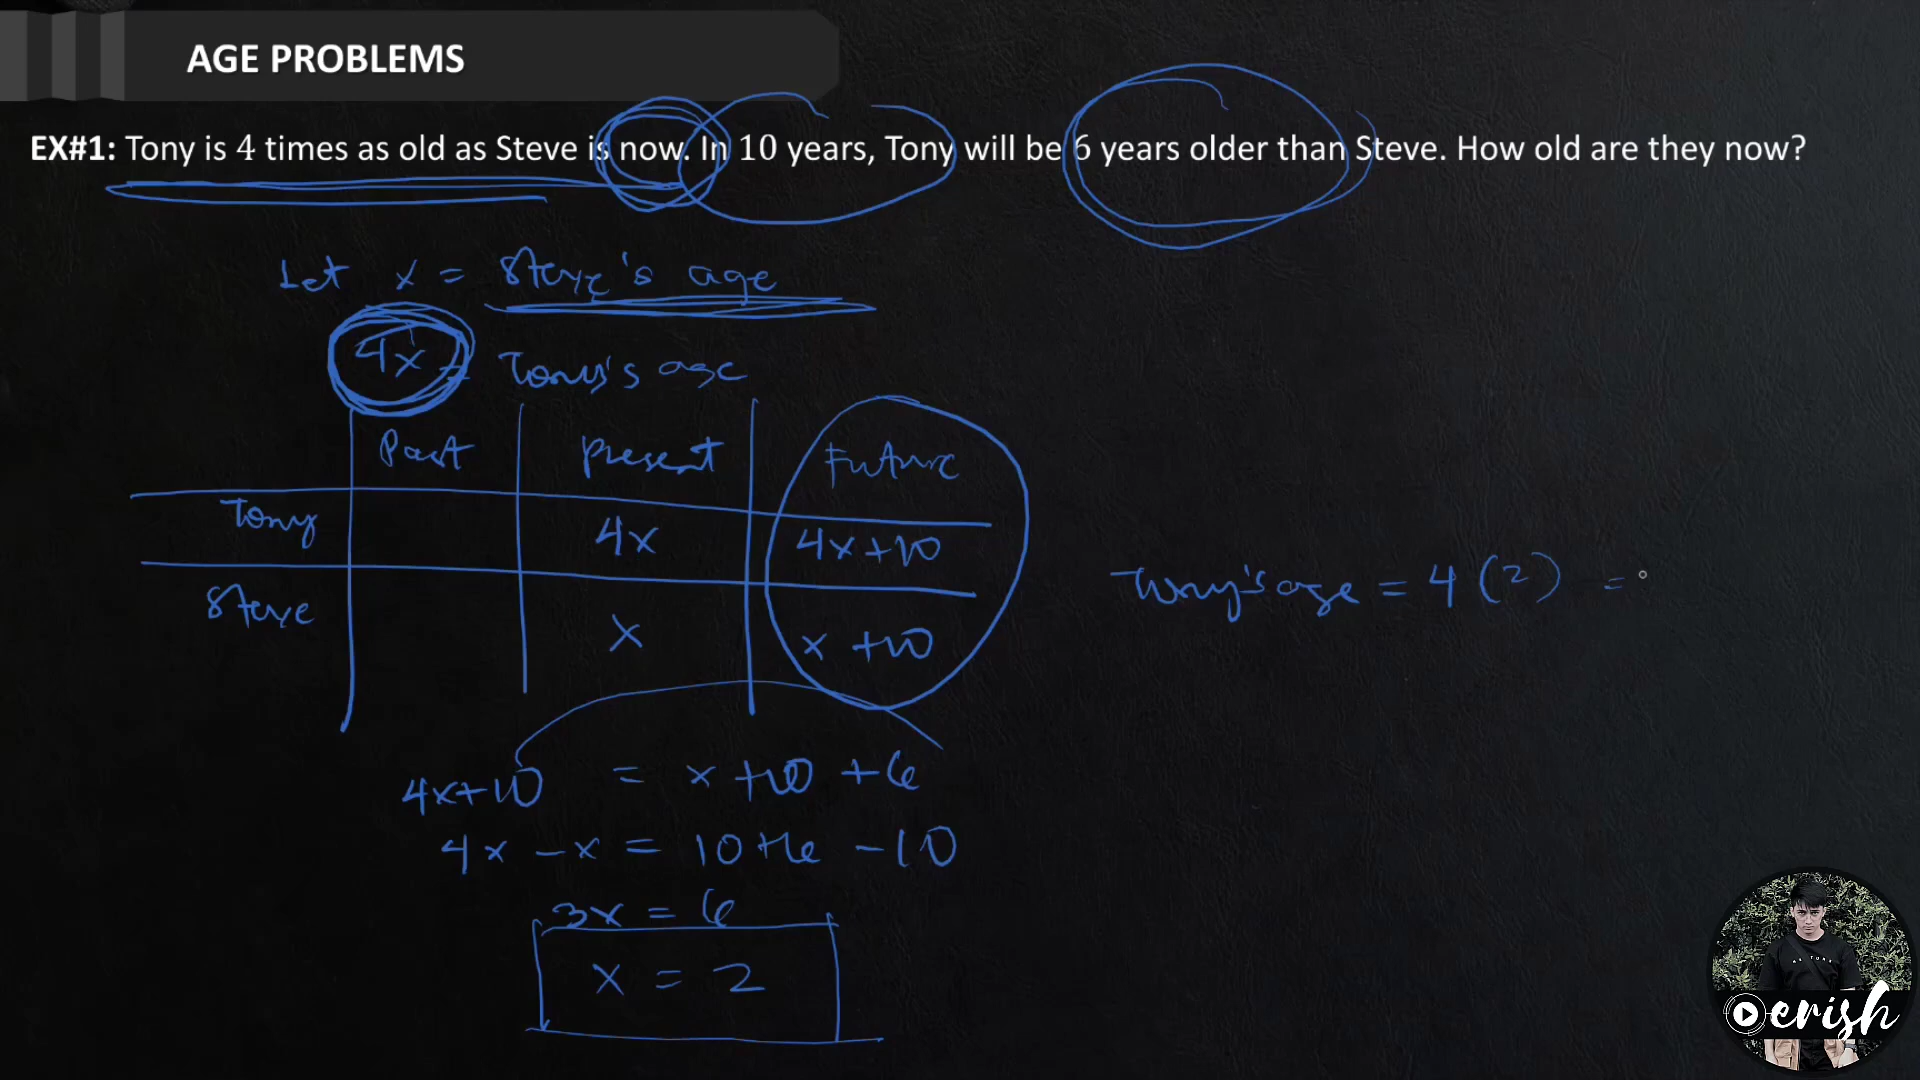 AGE PROBLEMS
EX#1: Tony is 4 times as old as Steve is now. In 10 years, Tony will be 6 years older than Steve. How old are they now?
Let x = Steve's age
4x = Tony's age
Past Present Future
Tony 4x 4x+10
Steve x x+10
Tony's age = 4 (2) =
4x+10 = x+10 +6
4x - x = 10+6 -10
3x = 6
x = 2
erish